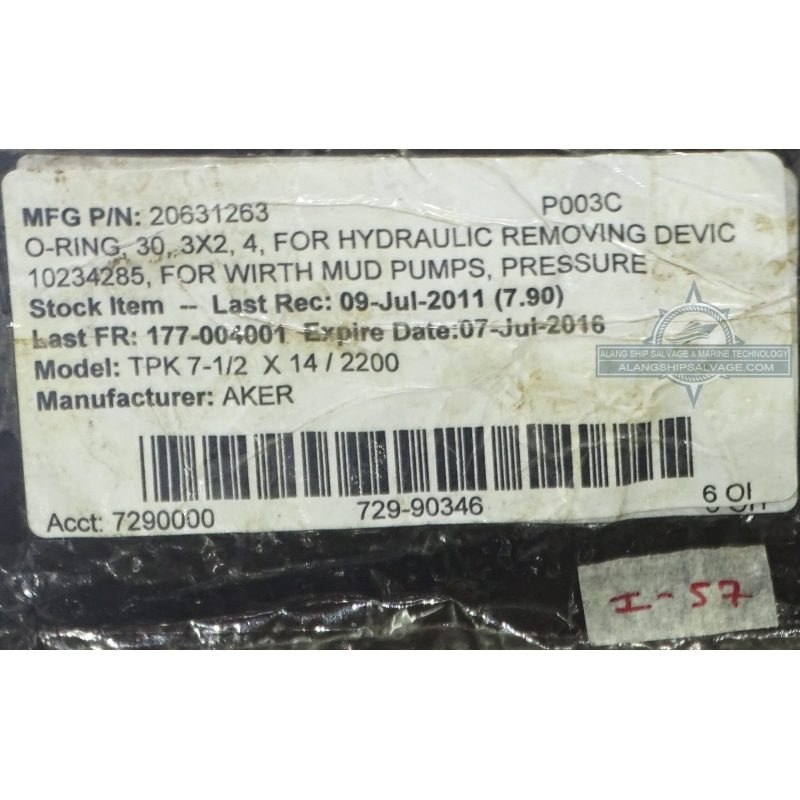 MFG P/N: 20631263 P003C
O-RING, 30, 3X2, 4, FOR HYDRAULIC REMOVING DEVIC
10234285, FOR WIRTH MUD PUMPS, PRESSURE
Stock Item -- Last Rec: 09-Jul-2011 (7.90)
Last FR: 177-004001 Expire Date:07-Jul-2016
Model: TPK 7-1/2 X 14 / 2200
Manufacturer: AKER
ALANG SHIP SALVAGE & MARINE TECHNOLOGY
ALANGSHIPSALVAGE.COM
Acct: 7290000 729-90346 6 OI
I-57